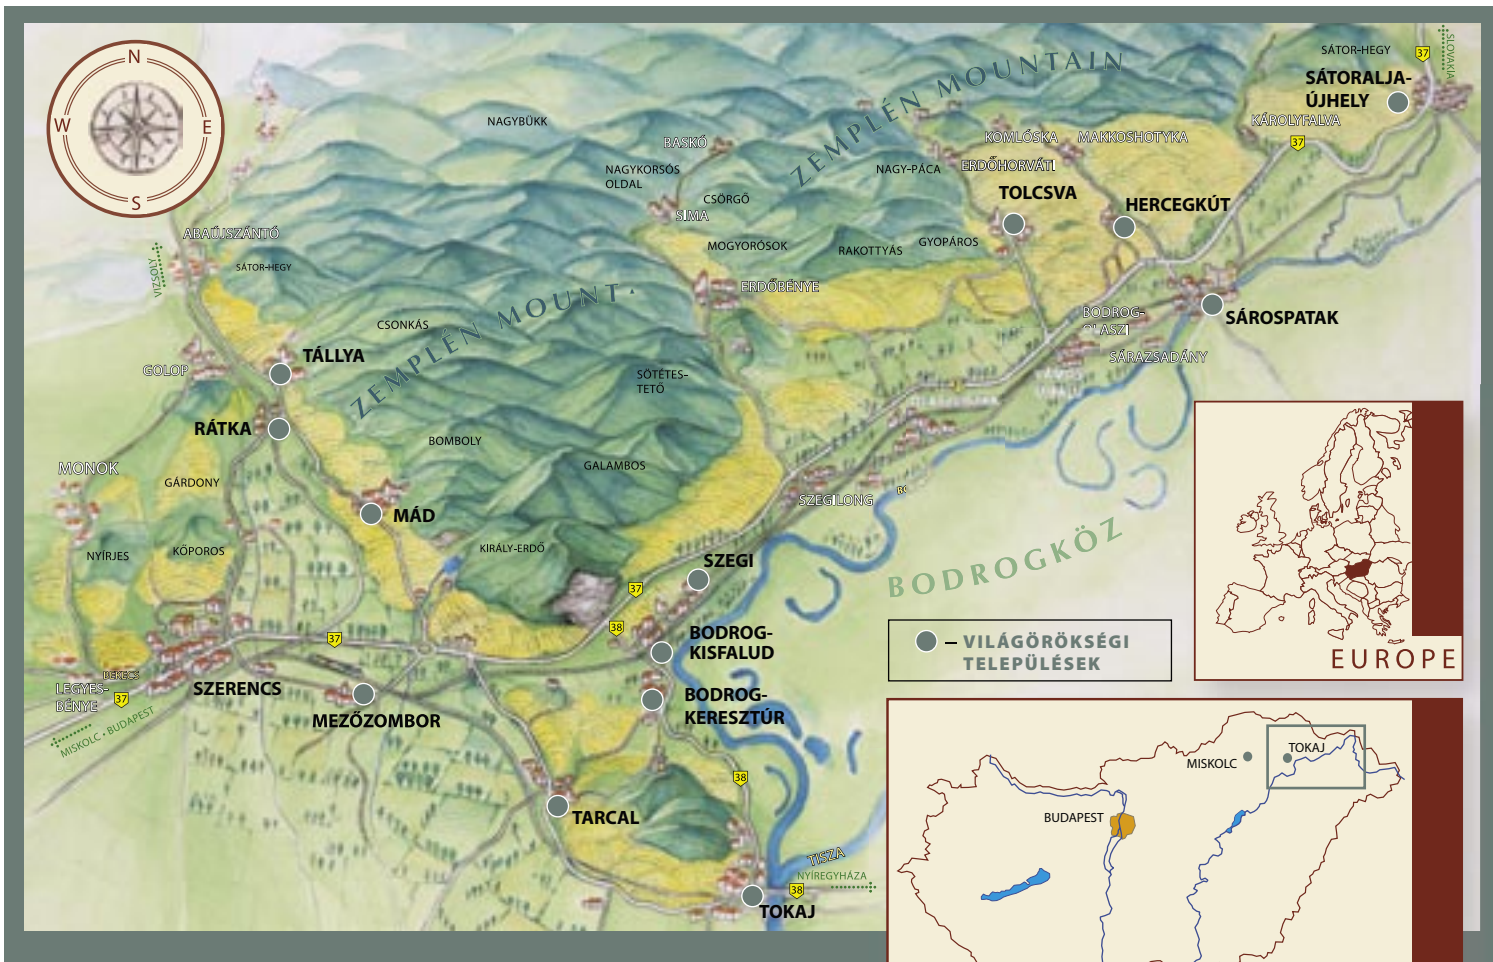 N
W
E
S
NAGYBÜKK
BASKÓ
NAGYKORSÓS
OLDAL
CSÖRGŐ
SIMA
MOGYORÓSOK
ZEMPLÉN MOUNTAIN
NAGY-PÁCA
KOMLÓSKA
MAKKOSHOTYKA
ERDŐHORVÁTI
TOLCSVA
HERCEGKÚT
SÁTOR-HEGY
37
SLOVAKIA
SÁTORALJA-
ÚJHELY
KÁROLYFALVA
37
GYOPÁROS
RAKOTTYÁS
ERDŐBÉNYE
ABAÚJSZÁNTÓ
VIZSOLY
SÁTOR-HEGY
CSONKÁS
ZEMPLÉN MOUNT
TÁLLYA
GOLOP
RÁTKA
SÖTÉTES-
TETŐ
BODROG-
OLASZI
SÁROSPATAK
SÁRAZSADÁNY
MONOK
GÁRDONY
BOMBOLY
GALAMBOS
MÁD
SZEGILONG
NYÍRJES
KŐPOROS
KIRÁLY-ERDŐ
SZEGI
BODROGKÖZ
37
38
37
BODROG-
KISFALUD
BODROG-
KERESZTÚR
BEKECS
LEGYES-
BÉNYE
37
SZERENCS
MEZŐZOMBOR
MISKOLC • BUDAPEST
38
TARCAL
TISZA
NYÍREGYHÁZA
38
TOKAJ
– VILÁGÖRÖKSÉGI
TELEPÜLÉSEK
EUROPE
MISKOLC
TOKAJ
BUDAPEST